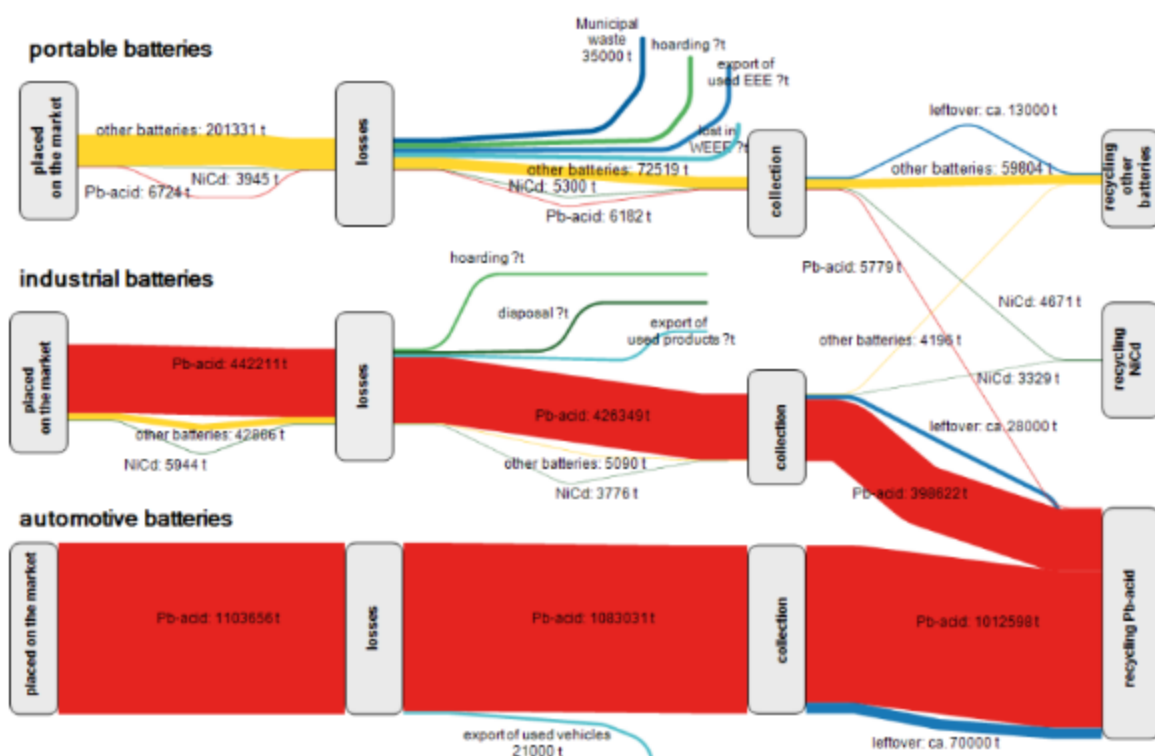 portable batteries
placed
on the market
other batteries: 201331 t
NiCd: 3945 t
Pb-acid: 6724 t
losses
Municipal
waste
35000 t
hoarding ?t
export of
used EEE ?t
lost in
WEEE ?t
other batteries: 72519 t
NiCd: 5300 t
Pb-acid: 6182 t
collection
leftover: ca. 13000 t
other batteries: 59804 t
recycling
other
batteries
Pb-acid: 5779 t
NiCd: 4671 t
industrial batteries
placed
on the market
Pb-acid: 442211 t
other batteries: 42866 t
NiCd: 5944 t
losses
hoarding ?t
disposal ?t
export of
used products ?t
Pb-acid: 426349 t
other batteries: 5090 t
NiCd: 3776 t
collection
other batteries: 4196 t
NiCd: 3329 t
recycling
NiCd
leftover: ca. 28000 t
Pb-acid: 398622 t
automotive batteries
placed on the market
Pb-acid: 1103656 t
losses
Pb-acid: 1083031 t
export of used vehicles
21000 t
collection
Pb-acid: 1012598 t
leftover: ca. 70000 t
recycling Pb-acid